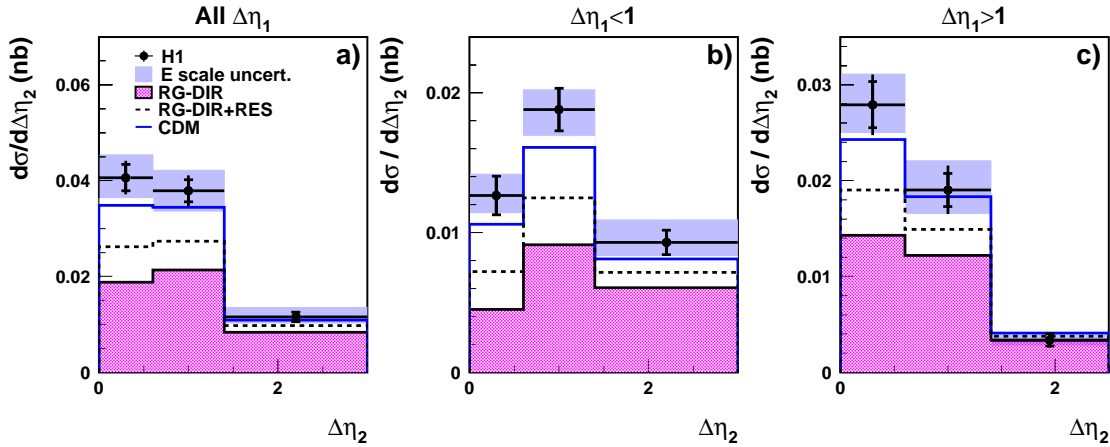 All Δη1
a)
dσ/dΔη2 (nb)
H1
E scale uncert.
RG-DIR
RG-DIR+RES
CDM
0.06
0.04
0.02
0
0
2
Δη2
Δη1<1
b)
dσ / dΔη2 (nb)
0.02
0.01
0
0
2
Δη2
Δη1>1
c)
dσ / dΔη2 (nb)
0.03
0.02
0.01
0
0
2
Δη2